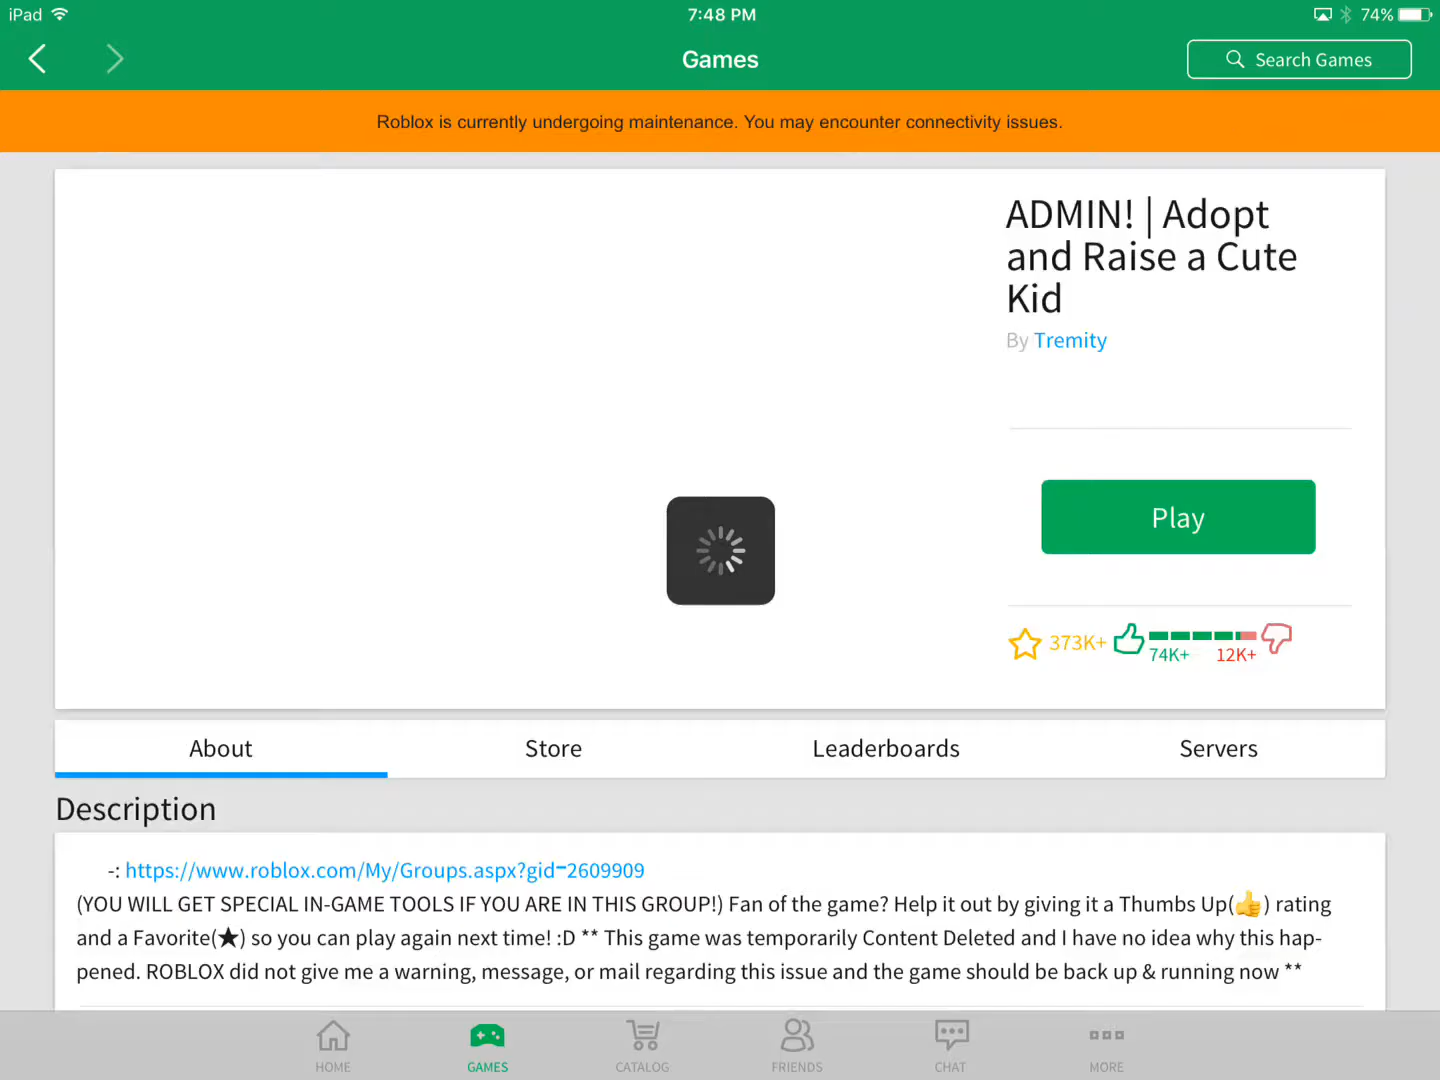 iPad
7:48 PM
74%
Games
Search Games
Roblox is currently undergoing maintenance. You may encounter connectivity issues.
ADMIN! | Adopt
and Raise a Cute
Kid
By Tremity
Play
373K+
74K+
12K+
About
Store
Leaderboards
Servers
Description
-: https://www.roblox.com/My/Groups.aspx?gid=2609909
(YOU WILL GET SPECIAL IN-GAME TOOLS IF YOU ARE IN THIS GROUP!) Fan of the game? Help it out by giving it a Thumbs Up(👍) rating
and a Favorite(★) so you can play again next time! :D ** This game was temporarily Content Deleted and I have no idea why this hap-
pened. ROBLOX did not give me a warning, message, or mail regarding this issue and the game should be back up & running now **
HOME
GAMES
CATALOG
FRIENDS
CHAT
MORE